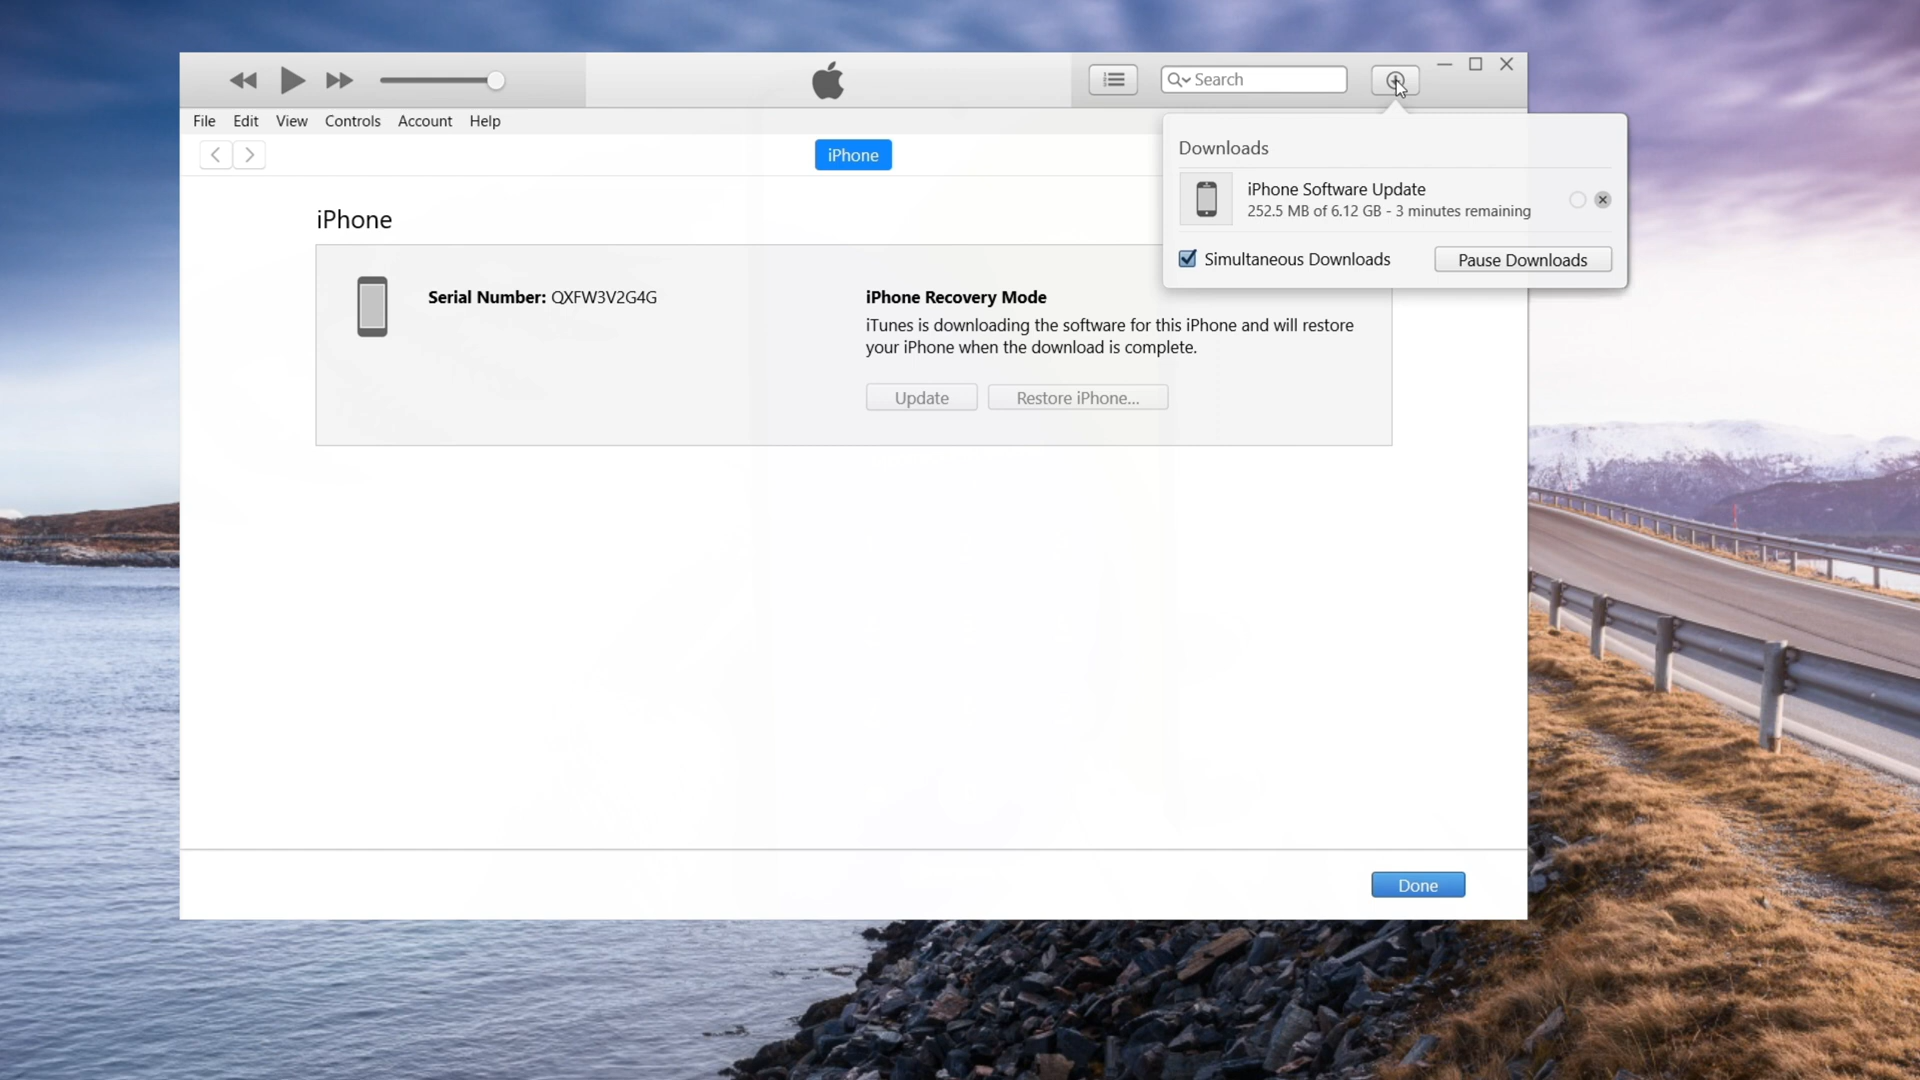 Search
File Edit View Controls Account Help
iPhone
Downloads
iPhone Software Update
252.5 MB of 6.12 GB - 3 minutes remaining
Simultaneous Downloads
Pause Downloads
iPhone
Serial Number: QXFW3V2G4G
iPhone Recovery Mode
iTunes is downloading the software for this iPhone and will restore
your iPhone when the download is complete.
Update
Restore iPhone...
Done